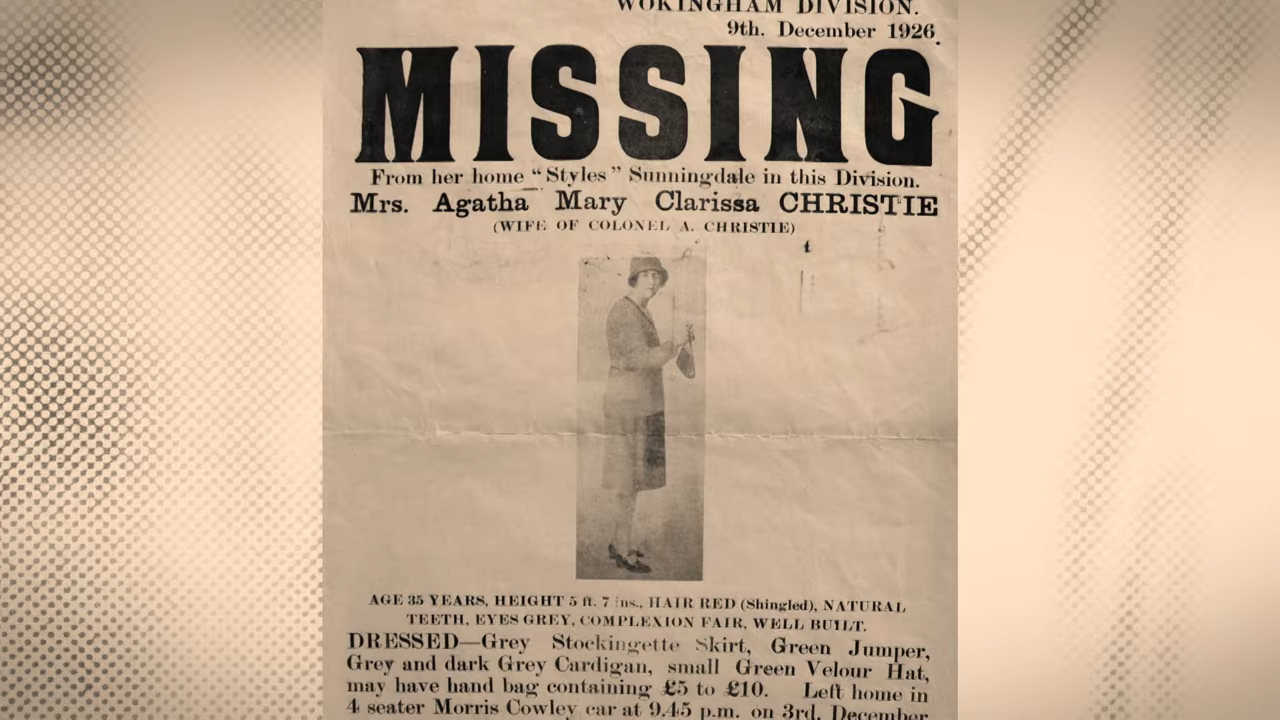 WOKINGHAM DIVISION.
9th. December 1926.
MISSING
From her home “Styles” Sunningdale in this Division.
Mrs. Agatha Mary Clarissa CHRISTIE
(WIFE OF COLONEL A. CHRISTIE)
AGE 35 YEARS, HEIGHT 5 ft. 7 ins., HAIR RED (Shingled), NATURAL
TEETH, EYES GREY, COMPLEXION FAIR, WELL BUILT.
DRESSED—Grey Stockingette Skirt, Green Jumper,
Grey and dark Grey Cardigan, small Green Velour Hat,
may have hand bag containing £5 to £10. Left home in
4 seater Morris Cowley car at 9.45 p.m. on 3rd. December